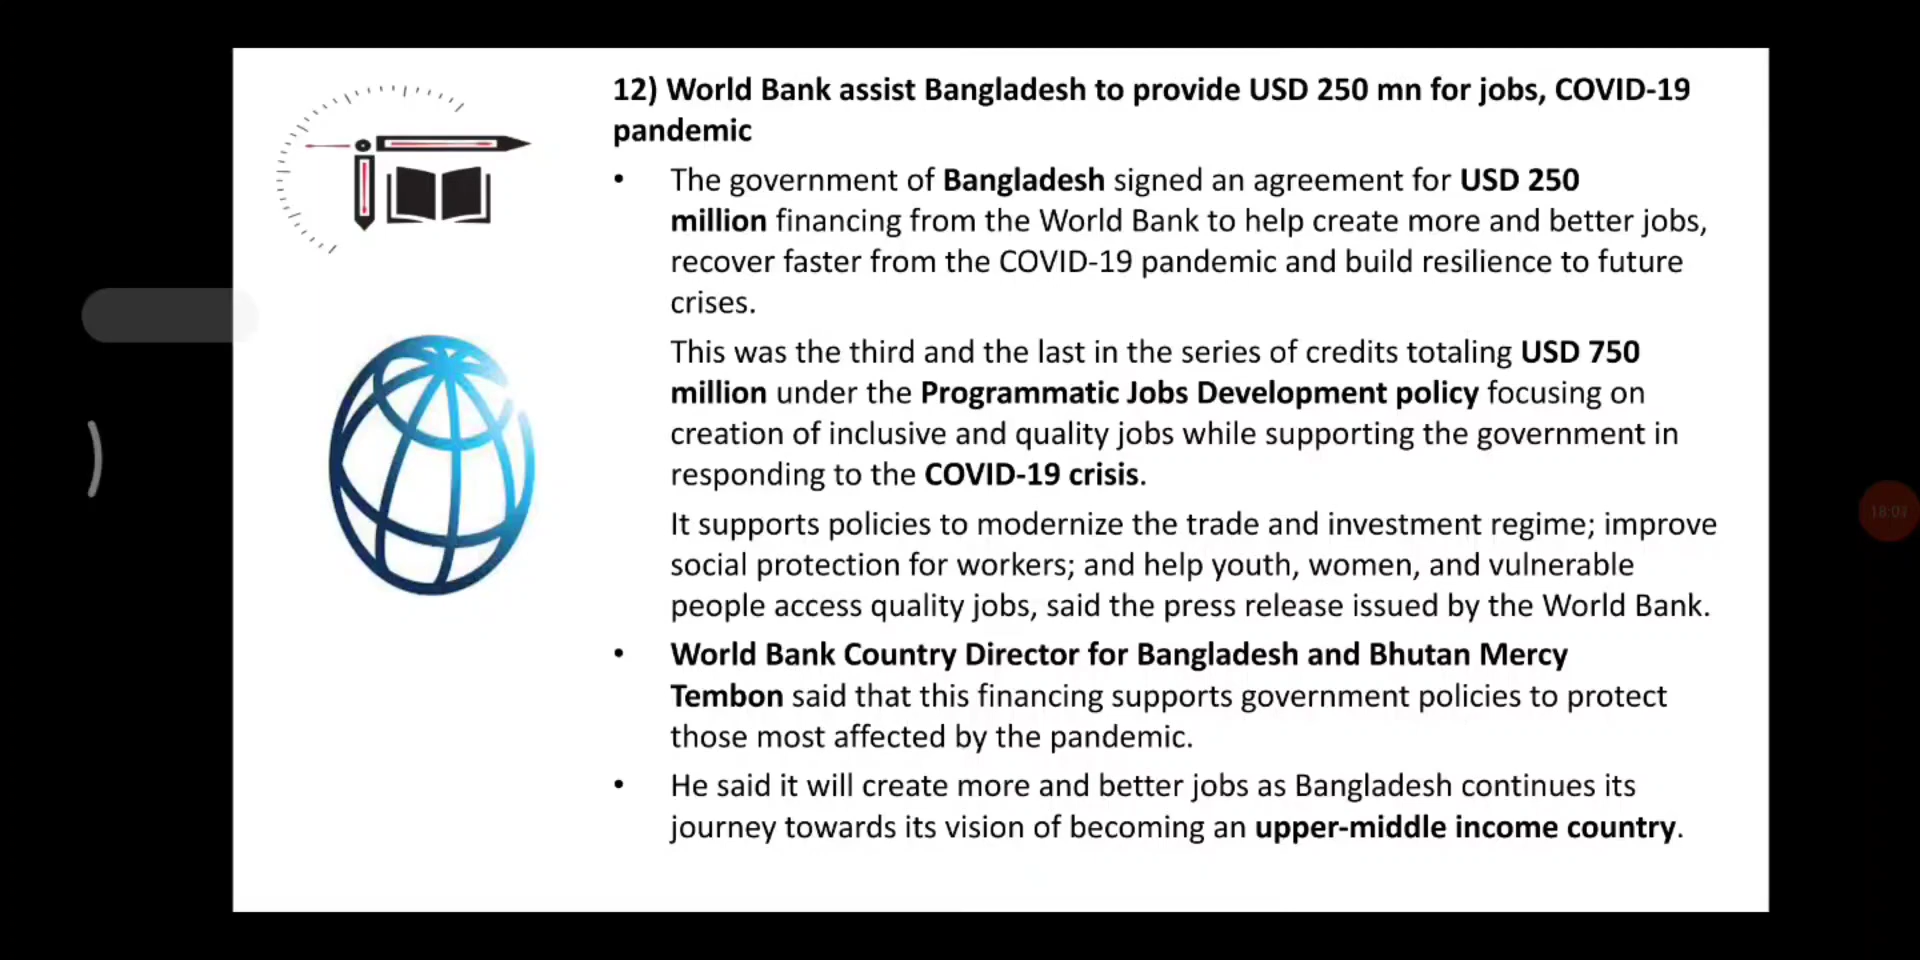 12) World Bank assist Bangladesh to provide USD 250 mn for jobs, COVID-19
pandemic
• The government of Bangladesh signed an agreement for USD 250
million financing from the World Bank to help create more and better jobs,
recover faster from the COVID-19 pandemic and build resilience to future
crises.
This was the third and the last in the series of credits totaling USD 750
million under the Programmatic Jobs Development policy focusing on
creation of inclusive and quality jobs while supporting the government in
responding to the COVID-19 crisis.
It supports policies to modernize the trade and investment regime; improve
social protection for workers; and help youth, women, and vulnerable
people access quality jobs, said the press release issued by the World Bank.
• World Bank Country Director for Bangladesh and Bhutan Mercy
Tembon said that this financing supports government policies to protect
those most affected by the pandemic.
• He said it will create more and better jobs as Bangladesh continues its
journey towards its vision of becoming an upper-middle income country.